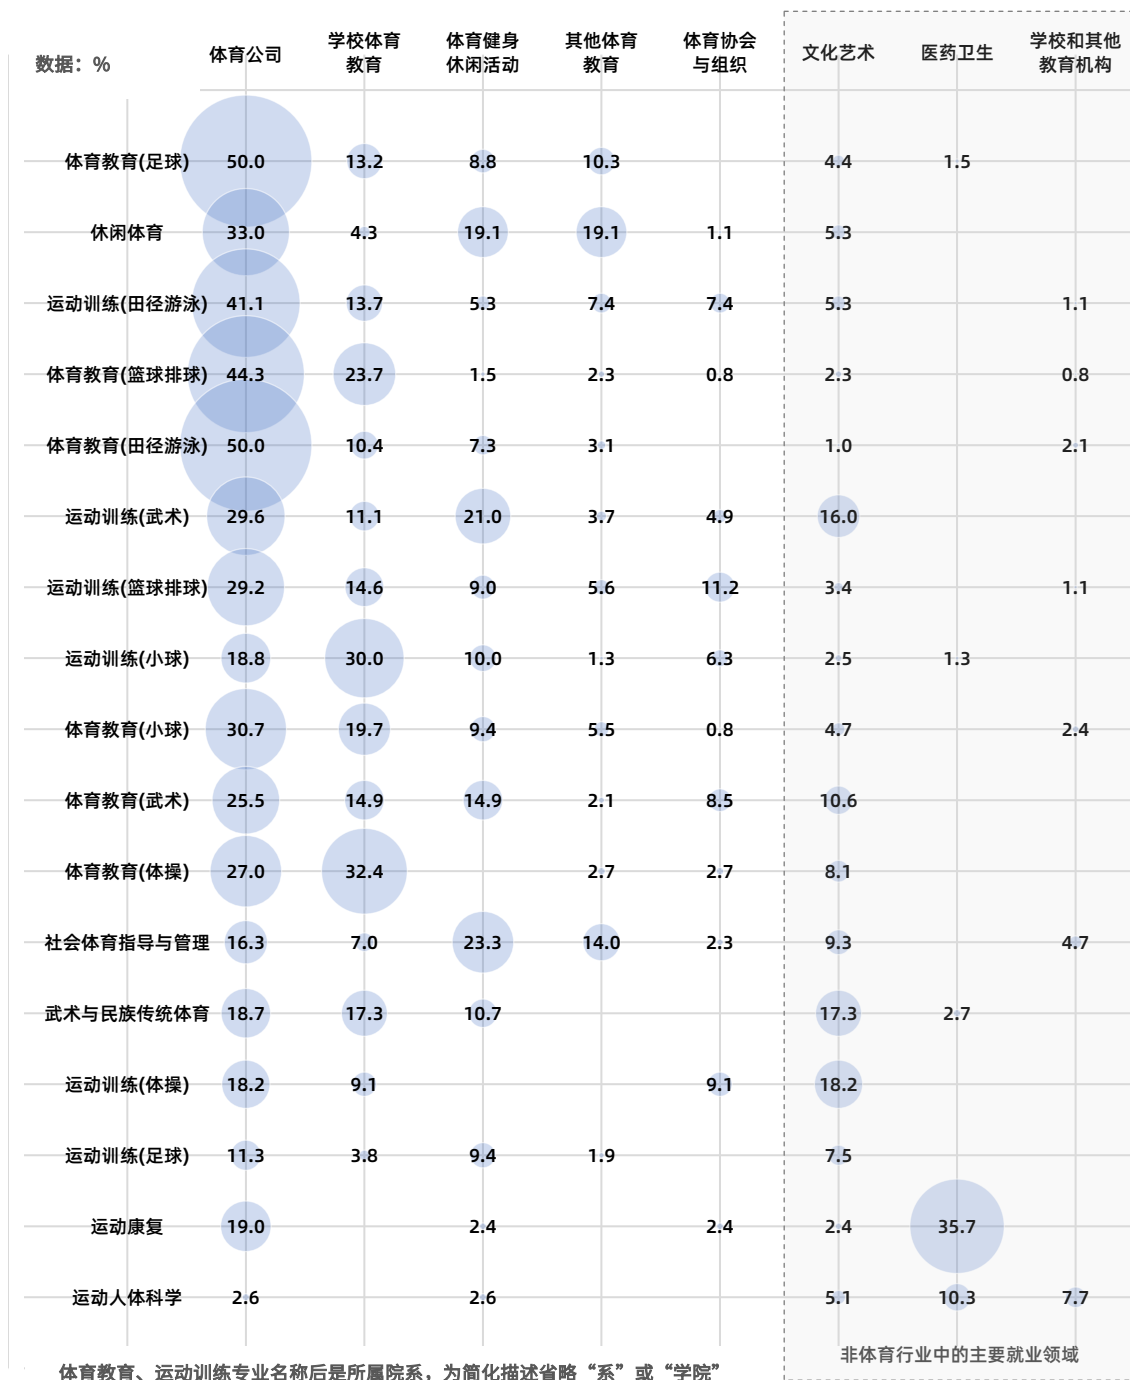 数据：%
体育公司 学校体育教育 体育健身休闲活动 其他体育教育 体育协会与组织 文化艺术 医药卫生 学校和其他教育机构
体育教育(足球) 50.0 13.2 8.8 10.3 4.4 1.5
休闲体育 33.0 4.3 19.1 19.1 1.1 5.3
运动训练(田径游泳) 41.1 13.7 5.3 7.4 7.4 5.3 1.1
体育教育(篮球排球) 44.3 23.7 1.5 2.3 0.8 2.3 0.8
体育教育(田径游泳) 50.0 10.4 7.3 3.1 1.0 2.1
运动训练(武术) 29.6 11.1 21.0 3.7 4.9 16.0
运动训练(篮球排球) 29.2 14.6 9.0 5.6 11.2 3.4 1.1
运动训练(小球) 18.8 30.0 10.0 1.3 6.3 2.5 1.3
体育教育(小球) 30.7 19.7 9.4 5.5 0.8 4.7 2.4
体育教育(武术) 25.5 14.9 14.9 2.1 8.5 10.6
体育教育(体操) 27.0 32.4 2.7 2.7 8.1
社会体育指导与管理 16.3 7.0 23.3 14.0 2.3 9.3 4.7
武术与民族传统体育 18.7 17.3 10.7 17.3 2.7
运动训练(体操) 18.2 9.1 9.1 18.2
运动训练(足球) 11.3 3.8 9.4 1.9 7.5
运动康复 19.0 2.4 2.4 2.4 35.7
运动人体科学 2.6 2.6 5.1 10.3 7.7
非体育行业中的主要就业领域
体育教育、运动训练专业名称后是所属院系，为简化描述省略“系”或“学院”